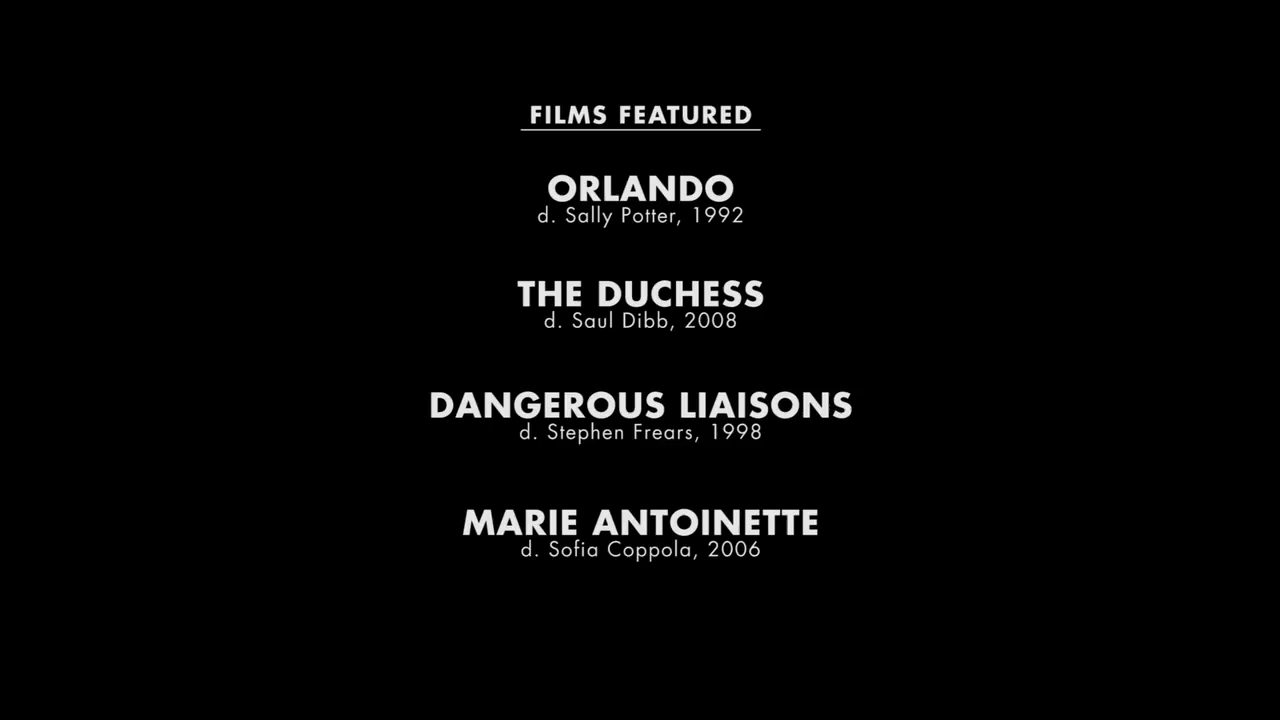 FILMS FEATURED
ORLANDO
d. Sally Potter, 1992
THE DUCHESS
d. Saul Dibb, 2008
DANGEROUS LIAISONS
d. Stephen Frears, 1998
MARIE ANTOINETTE
d. Sofia Coppola, 2006